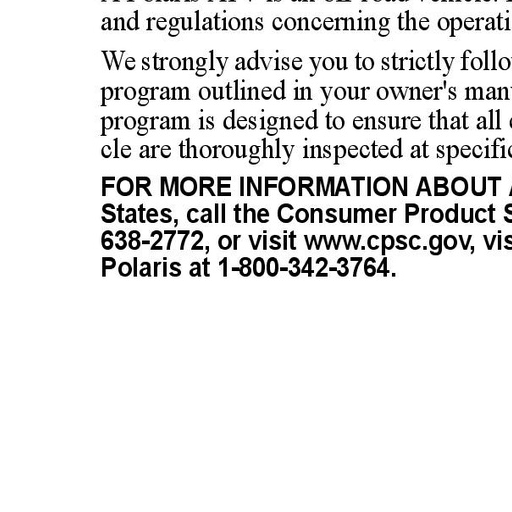 and regulations concerning the operati
We strongly advise you to strictly follo
program outlined in your owner's man
program is designed to ensure that all
cle are thoroughly inspected at specific
FOR MORE INFORMATION ABOUT
States, call the Consumer Product S
638-2772, or visit www.cpsc.gov, vis
Polaris at 1-800-342-3764.